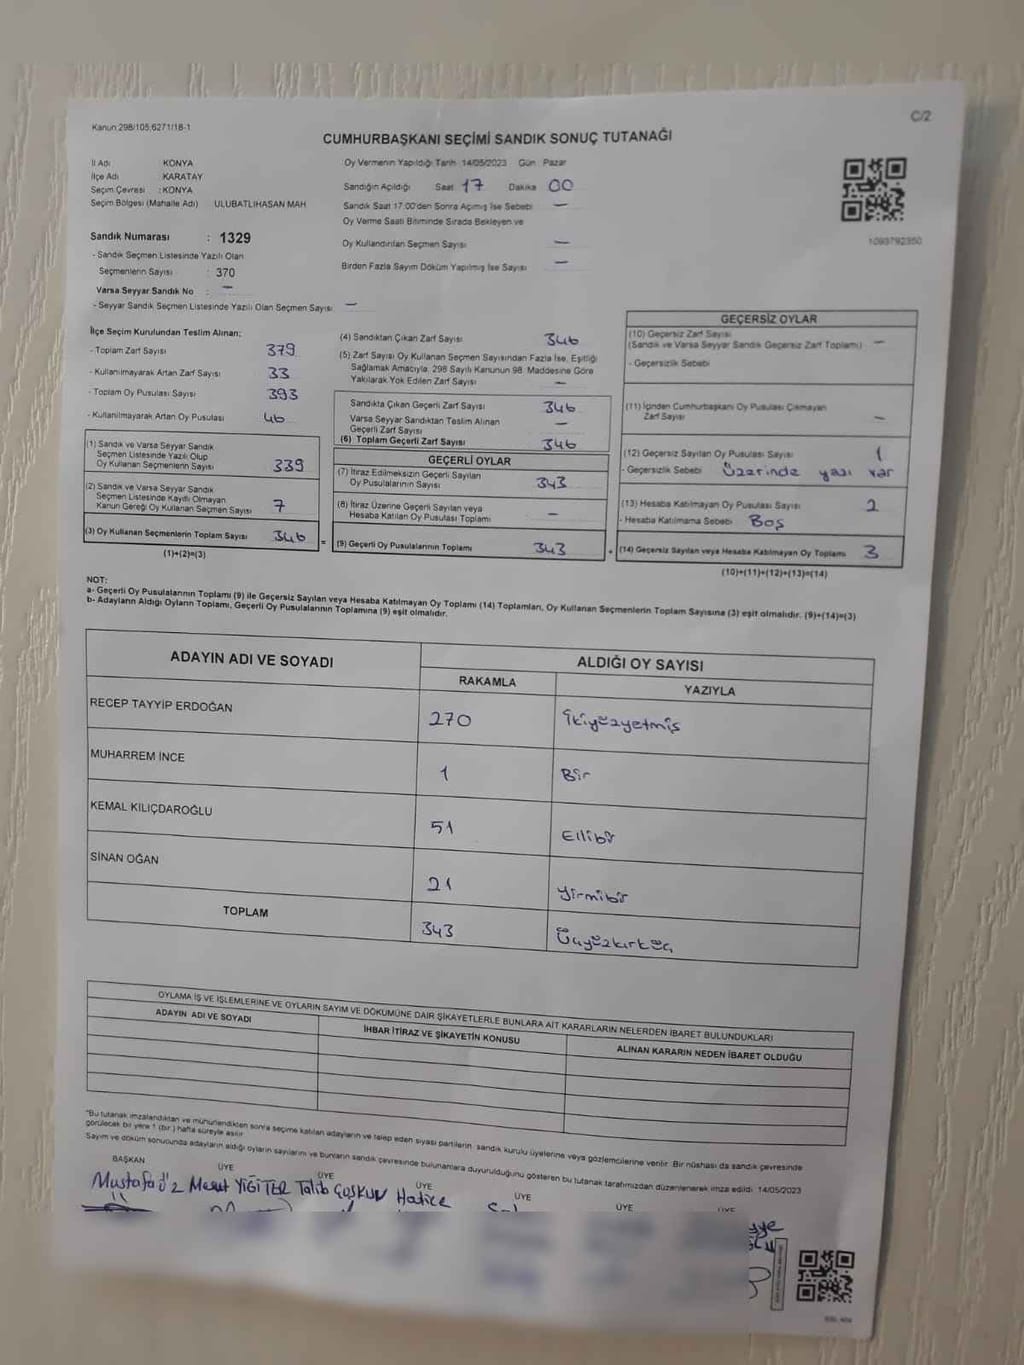 C/2
Kanun:298/105,6271/18-1
CUMHURBAŞKANI SEÇİMİ SANDIK SONUÇ TUTANAĞI
İl Adı KONYA
İlçe Adı KARATAY
Seçim Çevresi : KONYA
Seçim Bölgesi (Mahalle Adı) ULUBATLIHASAN MAH
Sandık Numarası : 1329
- Sandık Seçmen Listesinde Yazılı Olan
Seçmenlerin Sayısı : 370
Varsa Seyyar Sandık No : —
- Seyyar Sandık Seçmen Listesinde Yazılı Olan Seçmen Sayısı —
Oy Vermenin Yapıldığı Tarih 14/05/2023 Gün Pazar
Sandığın Açıldığı Saat 17 Dakika 00
Sandık Saat 17:00'den Sonra Açımış İse Sebebi —
Oy Verme Saati Bitiminde Sırada Bekleyen ve
Oy Kullandırılan Seçmen Sayısı —
Birden Fazla Sayım Döküm Yapılmış İse Sayısı —
1093792350
İlçe Seçim Kurulundan Teslim Alınan;
- Toplam Zarf Sayısı 379
- Kullanılmayarak Artan Zarf Sayısı 33
- Toplam Oy Pusulası Sayısı 393
- Kullanılmayarak Artan Oy Pusulası 46
(1) Sandık ve Varsa Seyyar Sandık
Seçmen Listesinde Yazılı Olup
Oy Kullanan Seçmenlerin Sayısı 339
(2) Sandık ve Varsa Seyyar Sandık
Seçmen Listesinde Kayıtlı Olmayan
Kanun Gereği Oy Kullanan Seçmen Sayısı 7
(3) Oy Kullanan Seçmenlerin Toplam Sayısı 346
(1)+(2)=(3)
(4) Sandıktan Çıkan Zarf Sayısı 346
(5) Zarf Sayısı Oy Kullanan Seçmen Sayısından Fazla İse, Eşitliği
Sağlamak Amacıyla, 298 Sayılı Kanunun 98. Maddesine Göre
Yakılarak Yok Edilen Zarf Sayısı —
Sandıkta Çıkan Geçerli Zarf Sayısı 346
Varsa Seyyar Sandıktan Teslim Alınan
Geçerli Zarf Sayısı —
(6) Toplam Geçerli Zarf Sayısı 346
GEÇERLİ OYLAR
(7) İtiraz Edilmeksizin Geçerli Sayılan
Oy Pusulalarının Sayısı 343
(8) İtiraz Üzerine Geçerli Sayılan veya
Hesaba Katılan Oy Pusulası Toplamı —
= (9) Geçerli Oy Pusulalarının Toplamı 343
GEÇERSİZ OYLAR
(10) Geçersiz Zarf Sayısı
(Sandık ve Varsa Seyyar Sandık Geçersiz Zarf Toplamı) —
- Geçersizlik Sebebi
(11) İçinden Cumhurbaşkanı Oy Pusulası Çıkmayan
Zarf Sayısı —
(12) Geçersiz Sayılan Oy Pusulası Sayısı 1
- Geçersizlik Sebebi Üzerinde yazı var
(13) Hesaba Katılmayan Oy Pusulası Sayısı 2
- Hesaba Katılmama Sebebi Boş
+ (14) Geçersiz Sayılan veya Hesaba Katılmayan Oy Toplamı 3
(10)+(11)+(12)+(13)=(14)
NOT:
a- Geçerli Oy Pusulalarının Toplamı (9) ile Geçersiz Sayılan veya Hesaba Katılmayan Oy Toplamı (14) Toplamları, Oy Kullanan Seçmenlerin Toplam Sayısına (3) eşit olmalıdır. (9)+(14)=(3)
b- Adayların Aldığı Oyların Toplamı, Geçerli Oy Pusulalarının Toplamına (9) eşit olmalıdır.
ADAYIN ADI VE SOYADI ALDIĞI OY SAYISI
RAKAMLA YAZIYLA
RECEP TAYYİP ERDOĞAN 270 İkiyüzyetmiş
MUHARREM İNCE 1 Bir
KEMAL KILIÇDAROĞLU 51 Ellibir
SİNAN OĞAN 21 Yirmibir
TOPLAM 343 Üçyüzkırküç
OYLAMA İŞ VE İŞLEMLERİNE VE OYLARIN SAYIM VE DÖKÜMÜNE DAİR ŞİKAYETLERLE BUNLARA AİT KARARLARIN NELERDEN İBARET BULUNDUKLARI
ADAYIN ADI VE SOYADI İHBAR İTİRAZ VE ŞİKAYETİN KONUSU ALINAN KARARIN NEDEN İBARET OLDUĞU
*Bu tutanak imzalandıktan ve mühürlendikten sonra seçime katılan adayların ve talep eden siyasi partilerin, sandık kurulu üyelerine veya gözlemcilerine verilir. Bir nüshası da sandık çevresinde
görülecek bir yere 1 (bir) hafta süreyle asılır.
Sayım ve döküm sonucunda adayların aldığı oyların sayılarını ve bunların sandık çevresinde bulunanlara duyurulduğunu gösteren bu tutanak tarafımızdan düzenlenerek imza edildi. 14/05/2023
BAŞKAN ÜYE ÜYE ÜYE ÜYE ÜYE ÜYE
Mustafa Öz Mesut YİĞİTER Talib COŞKUN Hatice